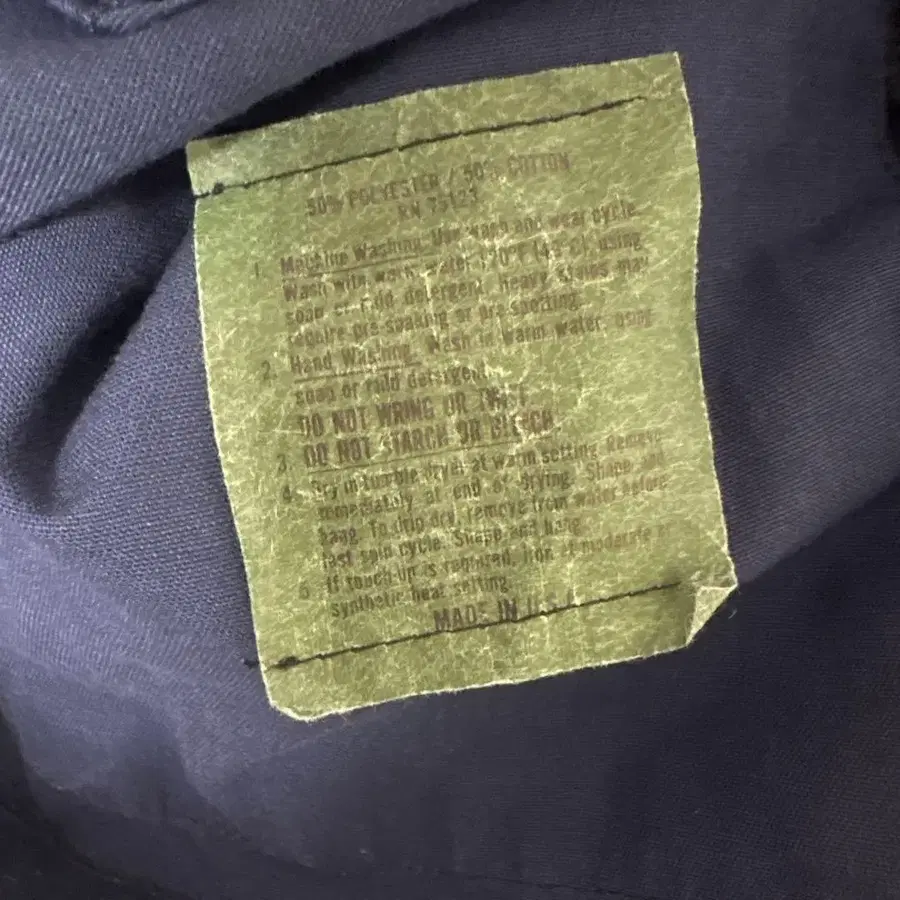 50% POLYESTER / 50% COTTON
RN 75123
1. Machine Washing. Use wash and wear cycle.
Wash with warm water 120°F (49°C), using
soap or mild detergent. heavy stains may
require pre-soaking or pre-spotting.
2. Hand Washing. Wash in warm water, using
soap or mild detergent.
DO NOT WRING OR TWIST.
3. DO NOT STARCH OR BLEACH.
4. Dry in tumble dryer at warm setting. Remove
immediately at end of drying. Shape and
hang. To drip dry, remove from water before
last spin cycle. Shape and hang.
5. If touch-up is required, iron at moderate
synthetic heat setting.
MADE IN U.S.A